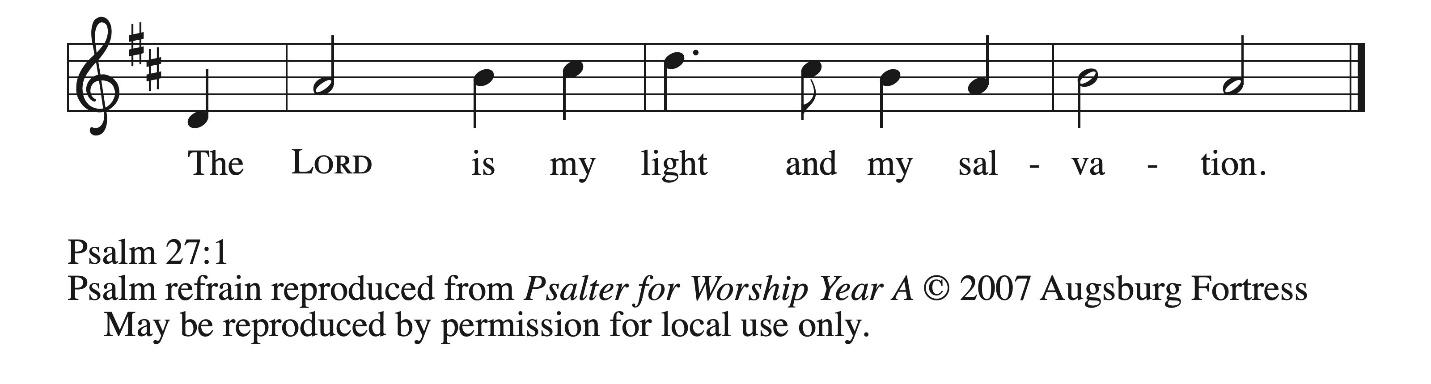 The LORD is my light and my sal - va - tion.
Psalm 27:1
Psalm refrain reproduced from Psalter for Worship Year A © 2007 Augsburg Fortress
May be reproduced by permission for local use only.